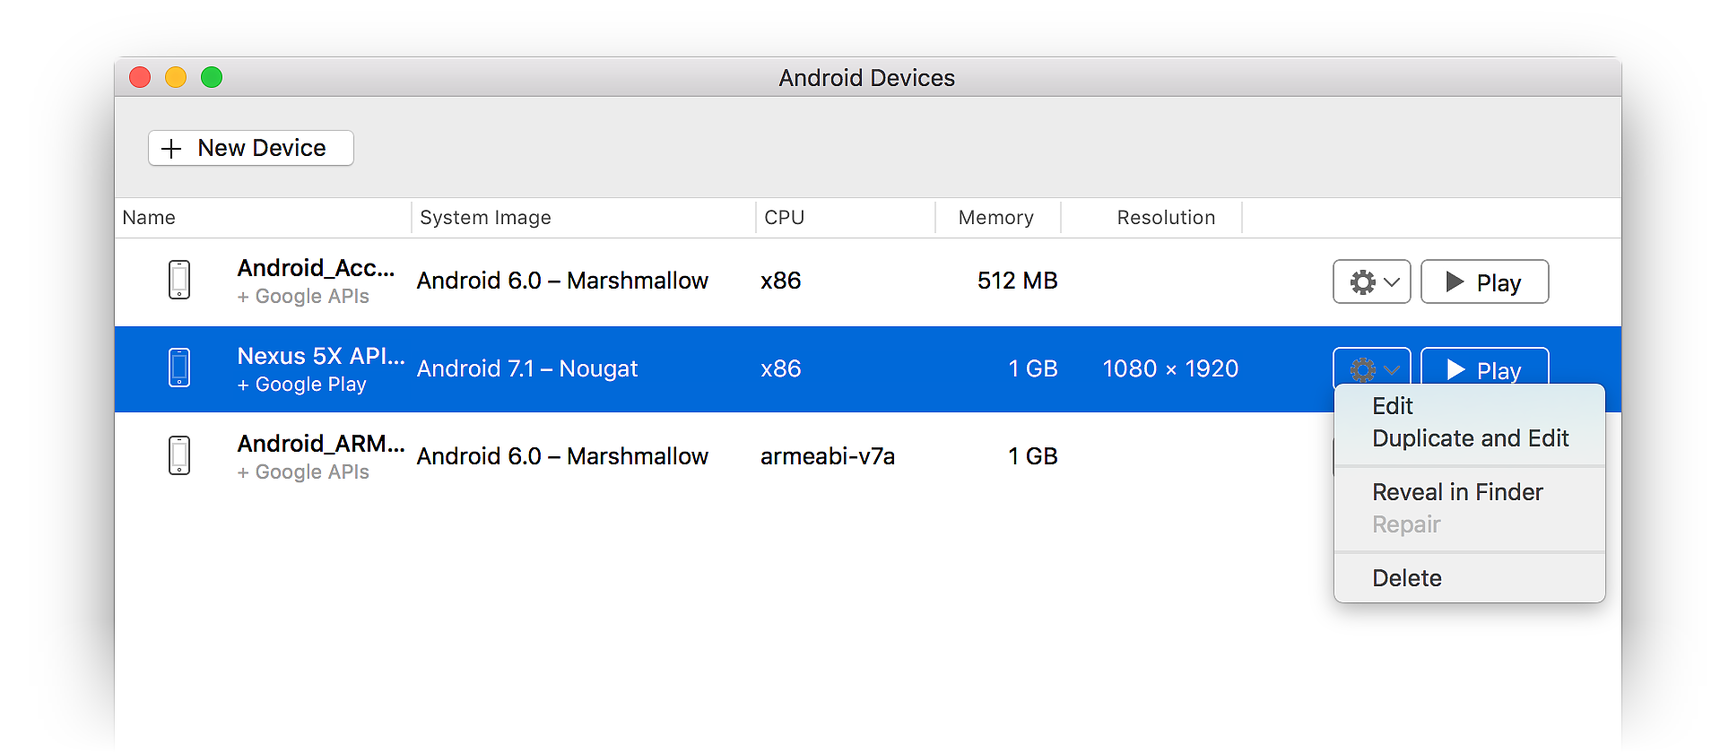 Android Devices
+ New Device
Name System Image CPU Memory Resolution
Android_Acc...
+ Google APIs
Android 6.0 – Marshmallow x86 512 MB Play
Nexus 5X API...
+ Google Play
Android 7.1 – Nougat x86 1 GB 1080 × 1920 Play
Android_ARM...
+ Google APIs
Android 6.0 – Marshmallow armeabi-v7a 1 GB
Edit
Duplicate and Edit
Reveal in Finder
Repair
Delete